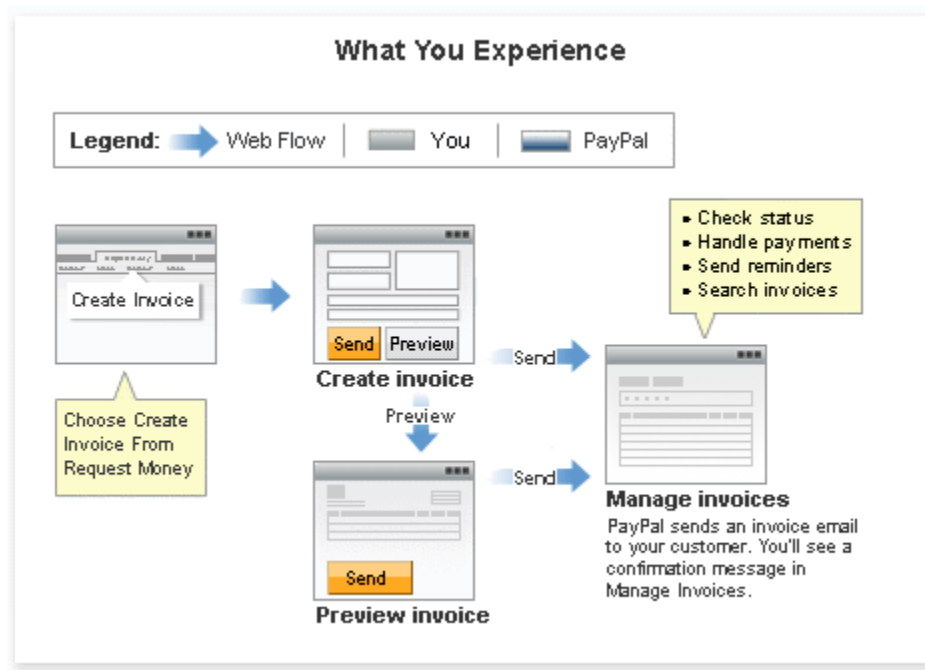 What You Experience
Legend: Web Flow You PayPal
Create Invoice
Choose Create
Invoice From
Request Money
Send Preview
Create invoice
Preview
Send
Preview invoice
Send
Send
• Check status
• Handle payments
• Send reminders
• Search invoices
Manage invoices
PayPal sends an invoice email
to your customer. You'll see a
confirmation message in
Manage Invoices.